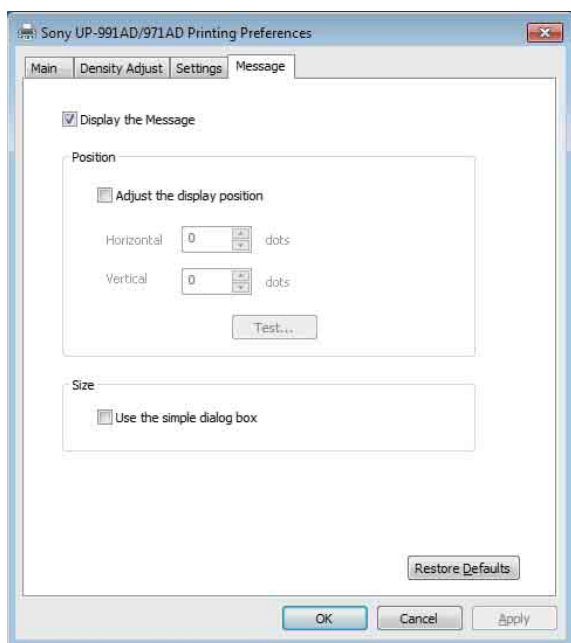 Sony UP-991AD/971AD Printing Preferences
Main Density Adjust Settings Message
Display the Message
Position
Adjust the display position
Horizontal 0 dots
Vertical 0 dots
Test...
Size
Use the simple dialog box
Restore Defaults
OK Cancel Apply